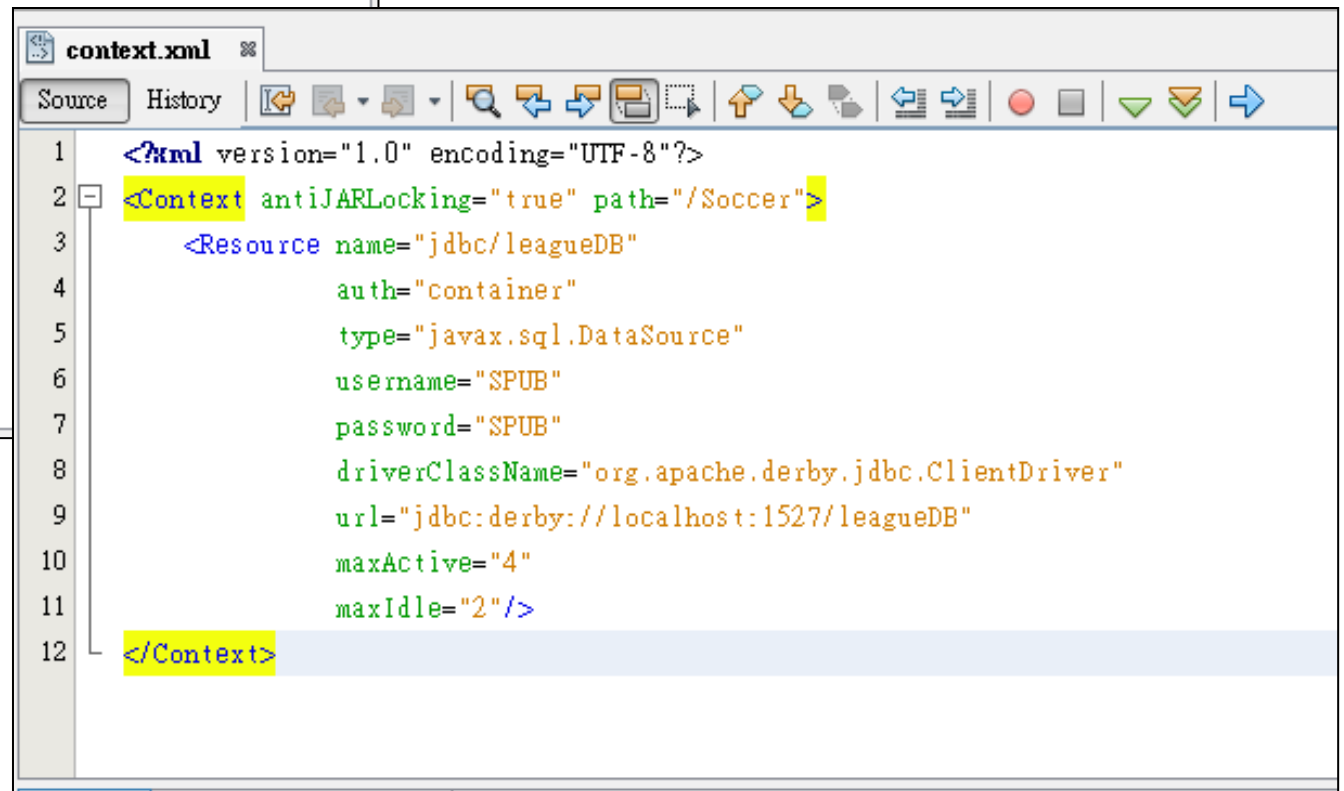 context.xml
Source History
1 <?xml version="1.0" encoding="UTF-8"?>
2 <Context antiJARLocking="true" path="/Soccer">
3 <Resource name="jdbc/leagueDB"
4 auth="container"
5 type="javax.sql.DataSource"
6 username="SPUB"
7 password="SPUB"
8 driverClassName="org.apache.derby.jdbc.ClientDriver"
9 url="jdbc:derby://localhost:1527/leagueDB"
10 maxActive="4"
11 maxIdle="2"/>
12 </Context>